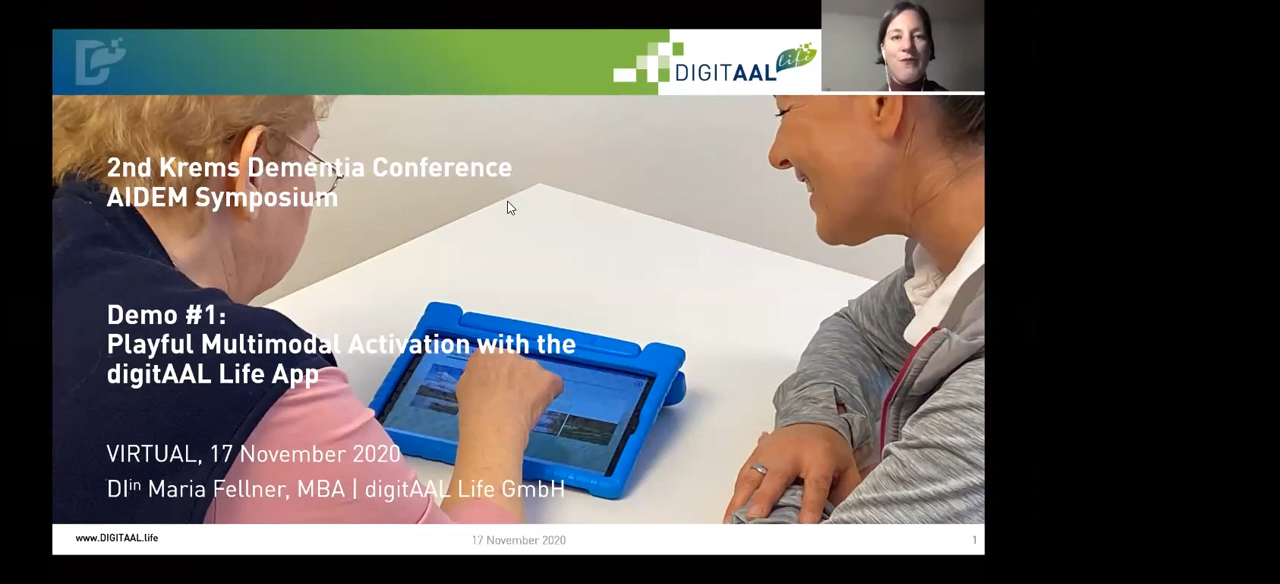 DIGITAAL life
2nd Krems Dementia Conference
AIDEM Symposium
Demo #1:
Playful Multimodal Activation with the
digitAAL Life App
VIRTUAL, 17 November 2020
DIⁱⁿ Maria Fellner, MBA | digitAAL Life GmbH
www.DIGITAAL.life
17 November 2020
1